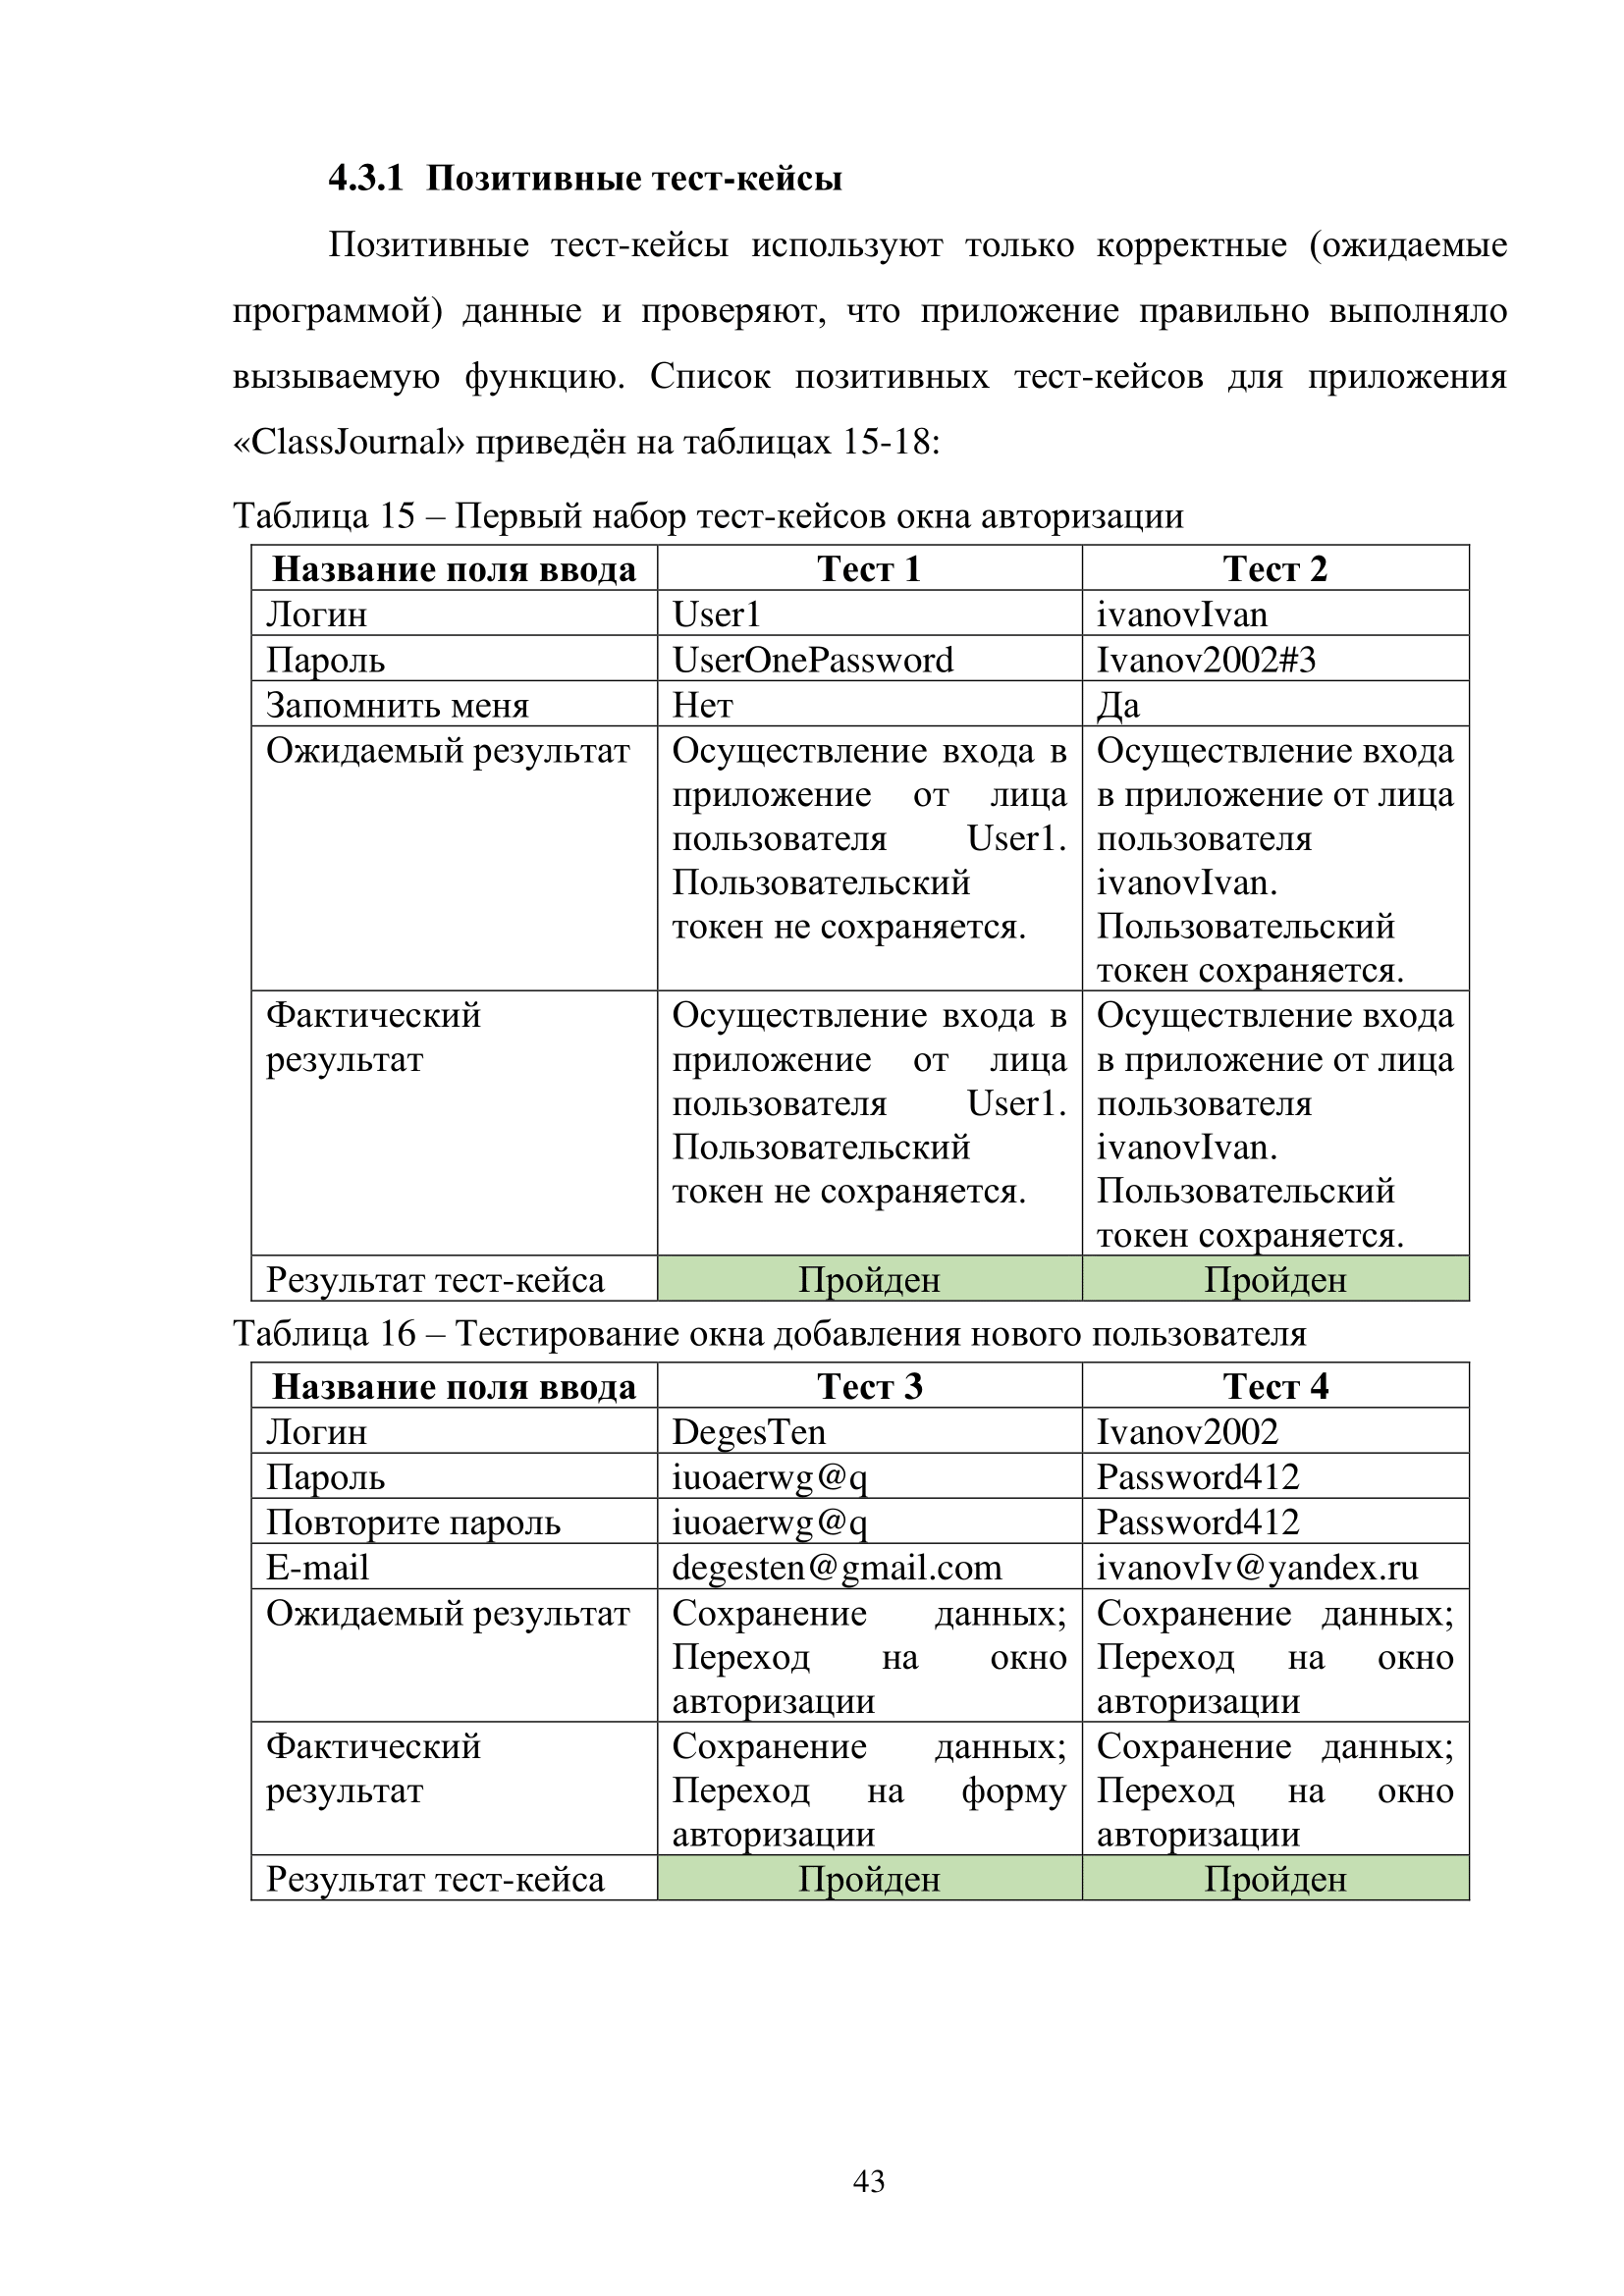 4.3.1 Позитивные тест-кейсы
Позитивные тест-кейсы используют только корректные (ожидаемые
программой) данные и проверяют, что приложение правильно выполняло
вызываемую функцию. Список позитивных тест-кейсов для приложения
«ClassJournal» приведён на таблицах 15-18:
Таблица 15 – Первый набор тест-кейсов окна авторизации
Название поля ввода
Тест 1
Тест 2
Логин
User1
ivanovIvan
Пароль
UserOnePassword
Ivanov2002#3
Запомнить меня
Нет
Да
Ожидаемый результат
Осуществление входа в
приложение от лица
пользователя User1.
Пользовательский
токен не сохраняется.
Осуществление входа
в приложение от лица
пользователя
ivanovIvan.
Пользовательский
токен сохраняется.
Фактический
результат
Осуществление входа в
приложение от лица
пользователя User1.
Пользовательский
токен не сохраняется.
Осуществление входа
в приложение от лица
пользователя
ivanovIvan.
Пользовательский
токен сохраняется.
Результат тест-кейса
Пройден
Пройден
Таблица 16 – Тестирование окна добавления нового пользователя
Название поля ввода
Тест 3
Тест 4
Логин
DegesTen
Ivanov2002
Пароль
iuoaerwg@q
Password412
Повторите пароль
iuoaerwg@q
Password412
E-mail
degesten@gmail.com
ivanovIv@yandex.ru
Ожидаемый результат
Сохранение данных;
Переход на окно
авторизации
Сохранение данных;
Переход на окно
авторизации
Фактический
результат
Сохранение данных;
Переход на форму
авторизации
Сохранение данных;
Переход на окно
авторизации
Результат тест-кейса
Пройден
Пройден
43